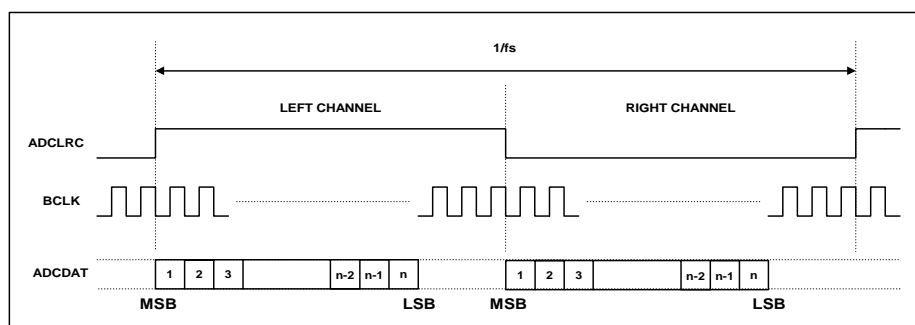 1/fs
LEFT CHANNEL RIGHT CHANNEL
ADCLRC
BCLK
ADCDAT 1 2 3 n-2 n-1 n 1 2 3 n-2 n-1 n
MSB LSB MSB LSB